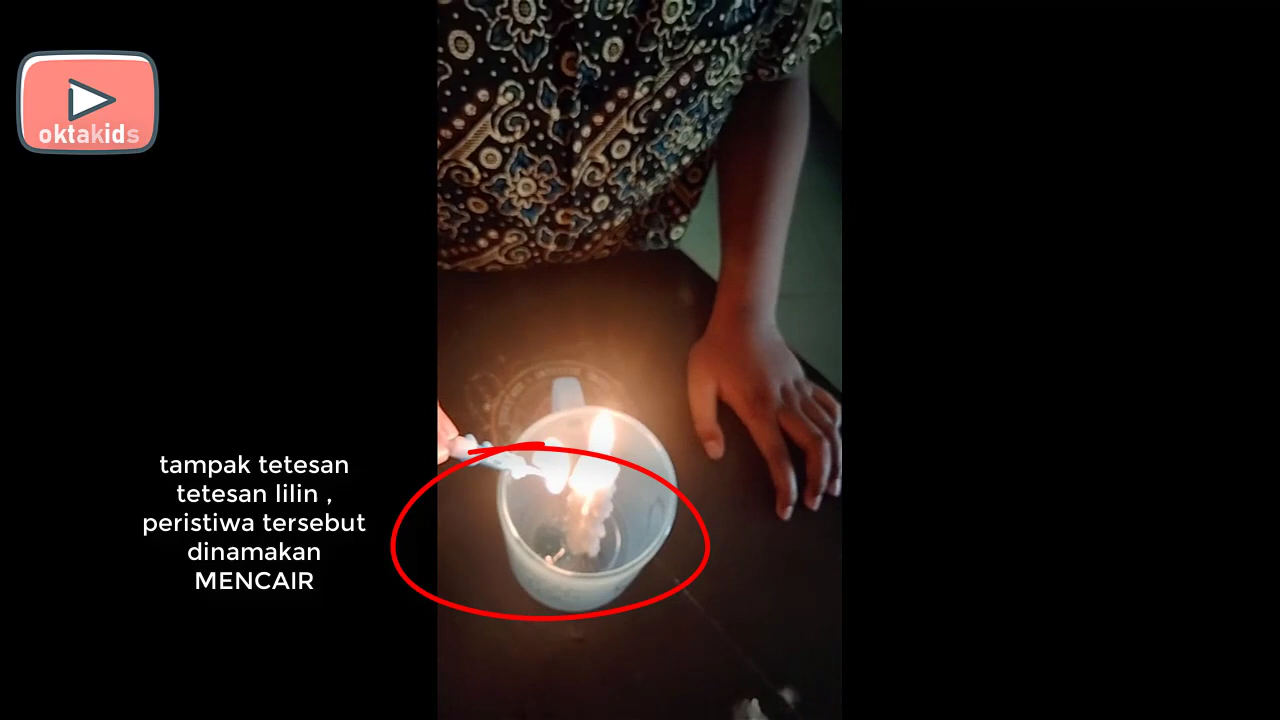 oktakids
tampak tetesan
tetesan lilin ,
peristiwa tersebut
dinamakan
MENCAIR